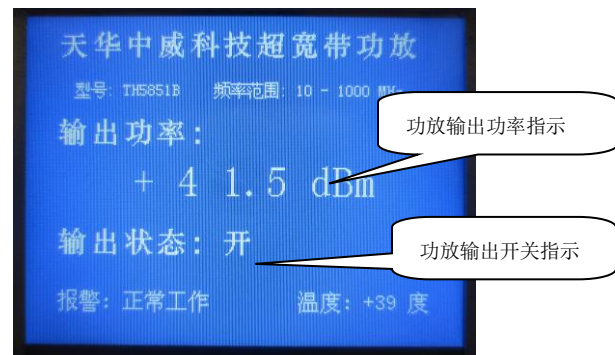 天华中威科技超宽带功放
型号: TH5851B 频率范围: 10 - 1000
输出功率:
功放输出功率指示
+ 4 1.5 dBm
输出状态: 开
功放输出开关指示
报警: 正常工作 温度: +39 度